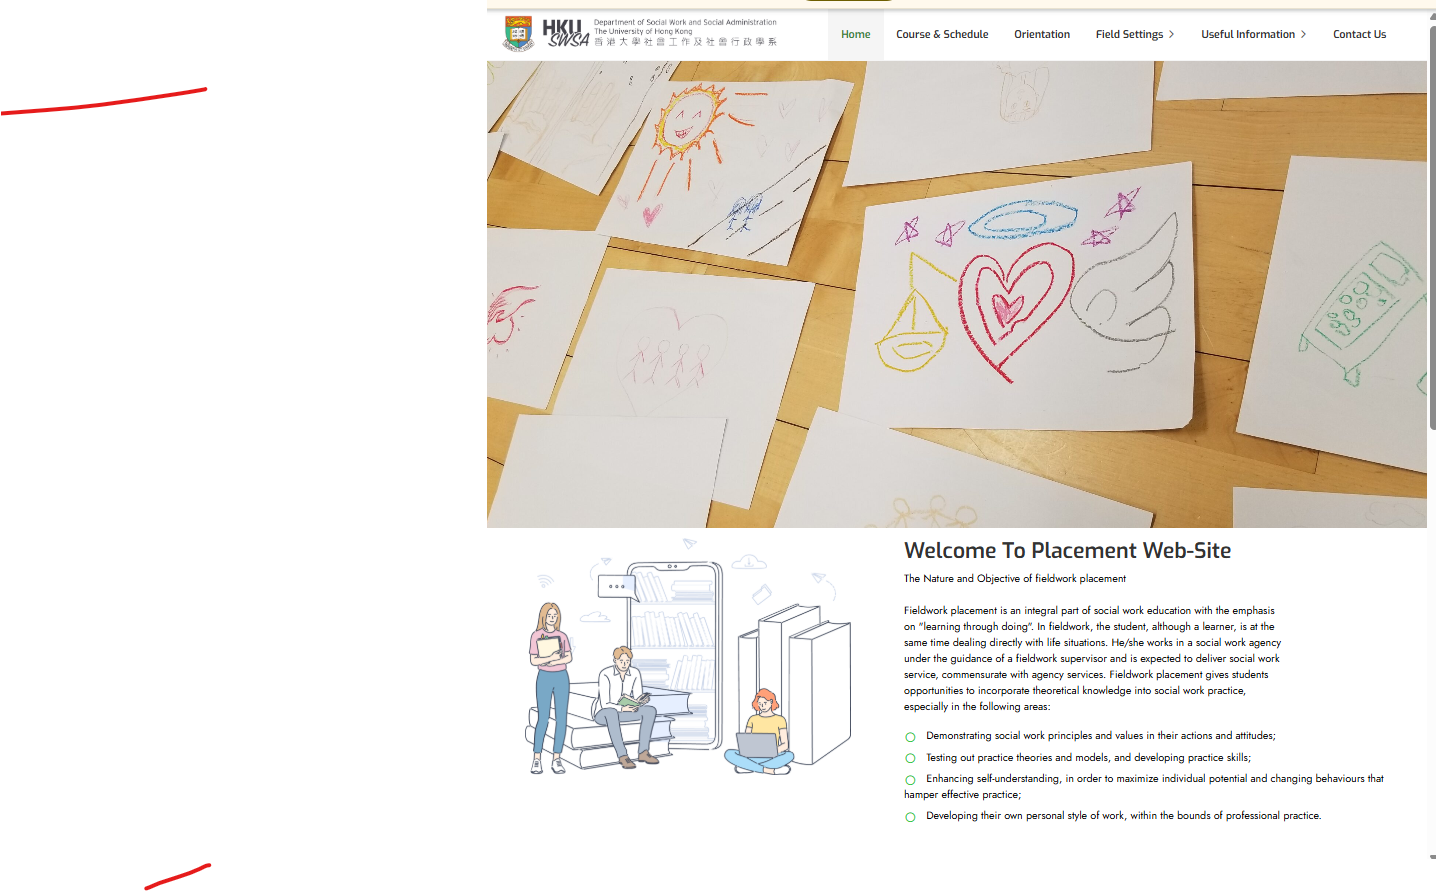 HKU
SWSA
Department of Social Work and Social Administration
The University of Hong Kong
香港大學社會工作及社會行政學系
Home
Course & Schedule
Orientation
Field Settings
Useful Information
Contact Us
Welcome To Placement Web-Site
The Nature and Objective of fieldwork placement
Fieldwork placement is an integral part of social work education with the emphasis
on “learning through doing”. In fieldwork, the student, although a learner, is at the
same time dealing directly with life situations. He/she works in a social work agency
under the guidance of a fieldwork supervisor and is expected to deliver social work
service, commensurate with agency services. Fieldwork placement gives students
opportunities to incorporate theoretical knowledge into social work practice,
especially in the following areas:
Demonstrating social work principles and values in their actions and attitudes;
Testing out practice theories and models, and developing practice skills;
Enhancing self-understanding, in order to maximize individual potential and changing behaviours that
hamper effective practice;
Developing their own personal style of work, within the bounds of professional practice.